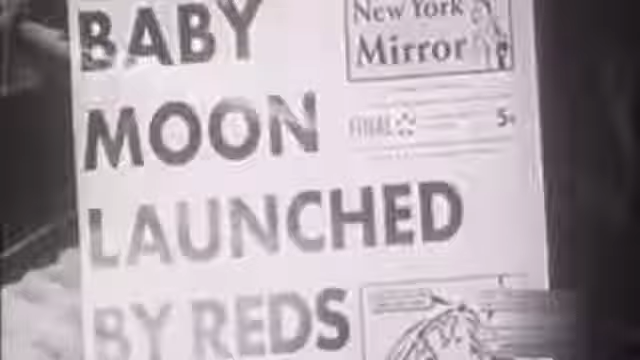 BABY
MOON
LAUNCHED
BY REDS
New York
Mirror
FINAL
5¢